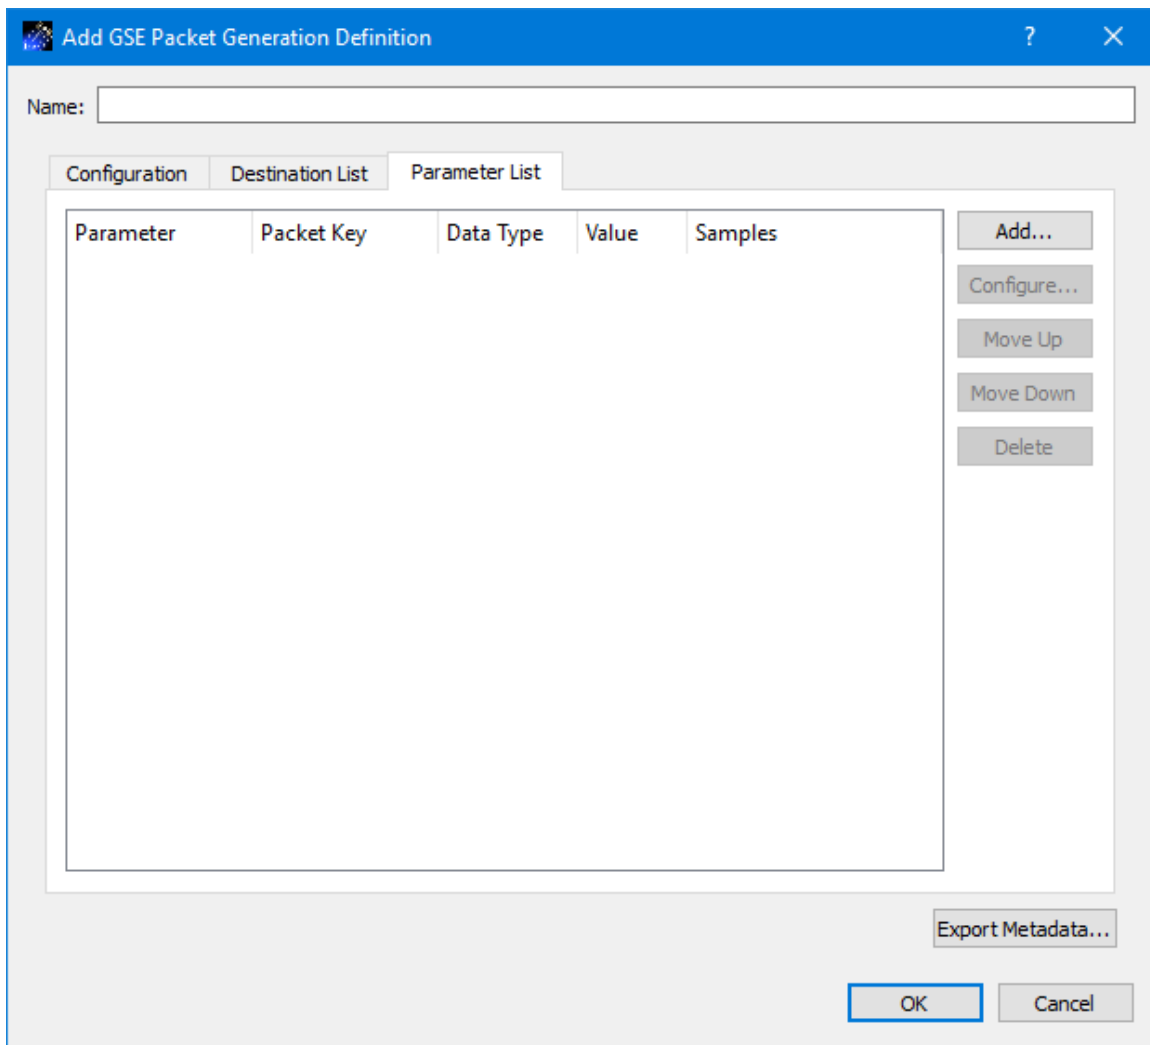 Add GSE Packet Generation Definition ?
Name:
Configuration Destination List Parameter List
Parameter Packet Key Data Type Value Samples
Add...
Configure...
Move Up
Move Down
Delete
Export Metadata...
OK Cancel